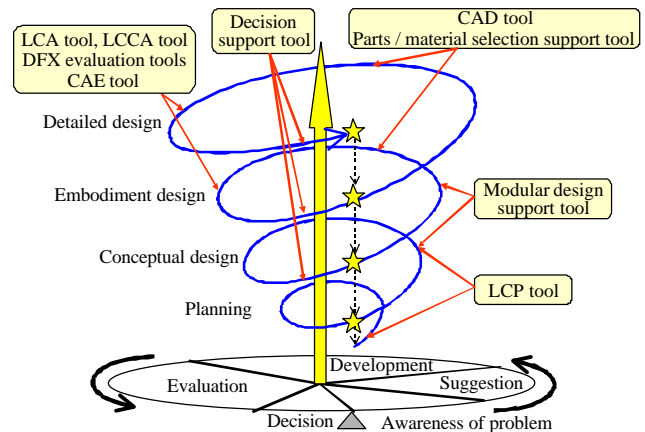 LCA tool, LCCA tool
DFX evaluation tools
CAE tool
Decision
support tool
CAD tool
Parts / material selection support tool
Detailed design
Embodiment design
Modular design
support tool
Conceptual design
LCP tool
Planning
Development
Evaluation
Suggestion
Decision
Awareness of problem